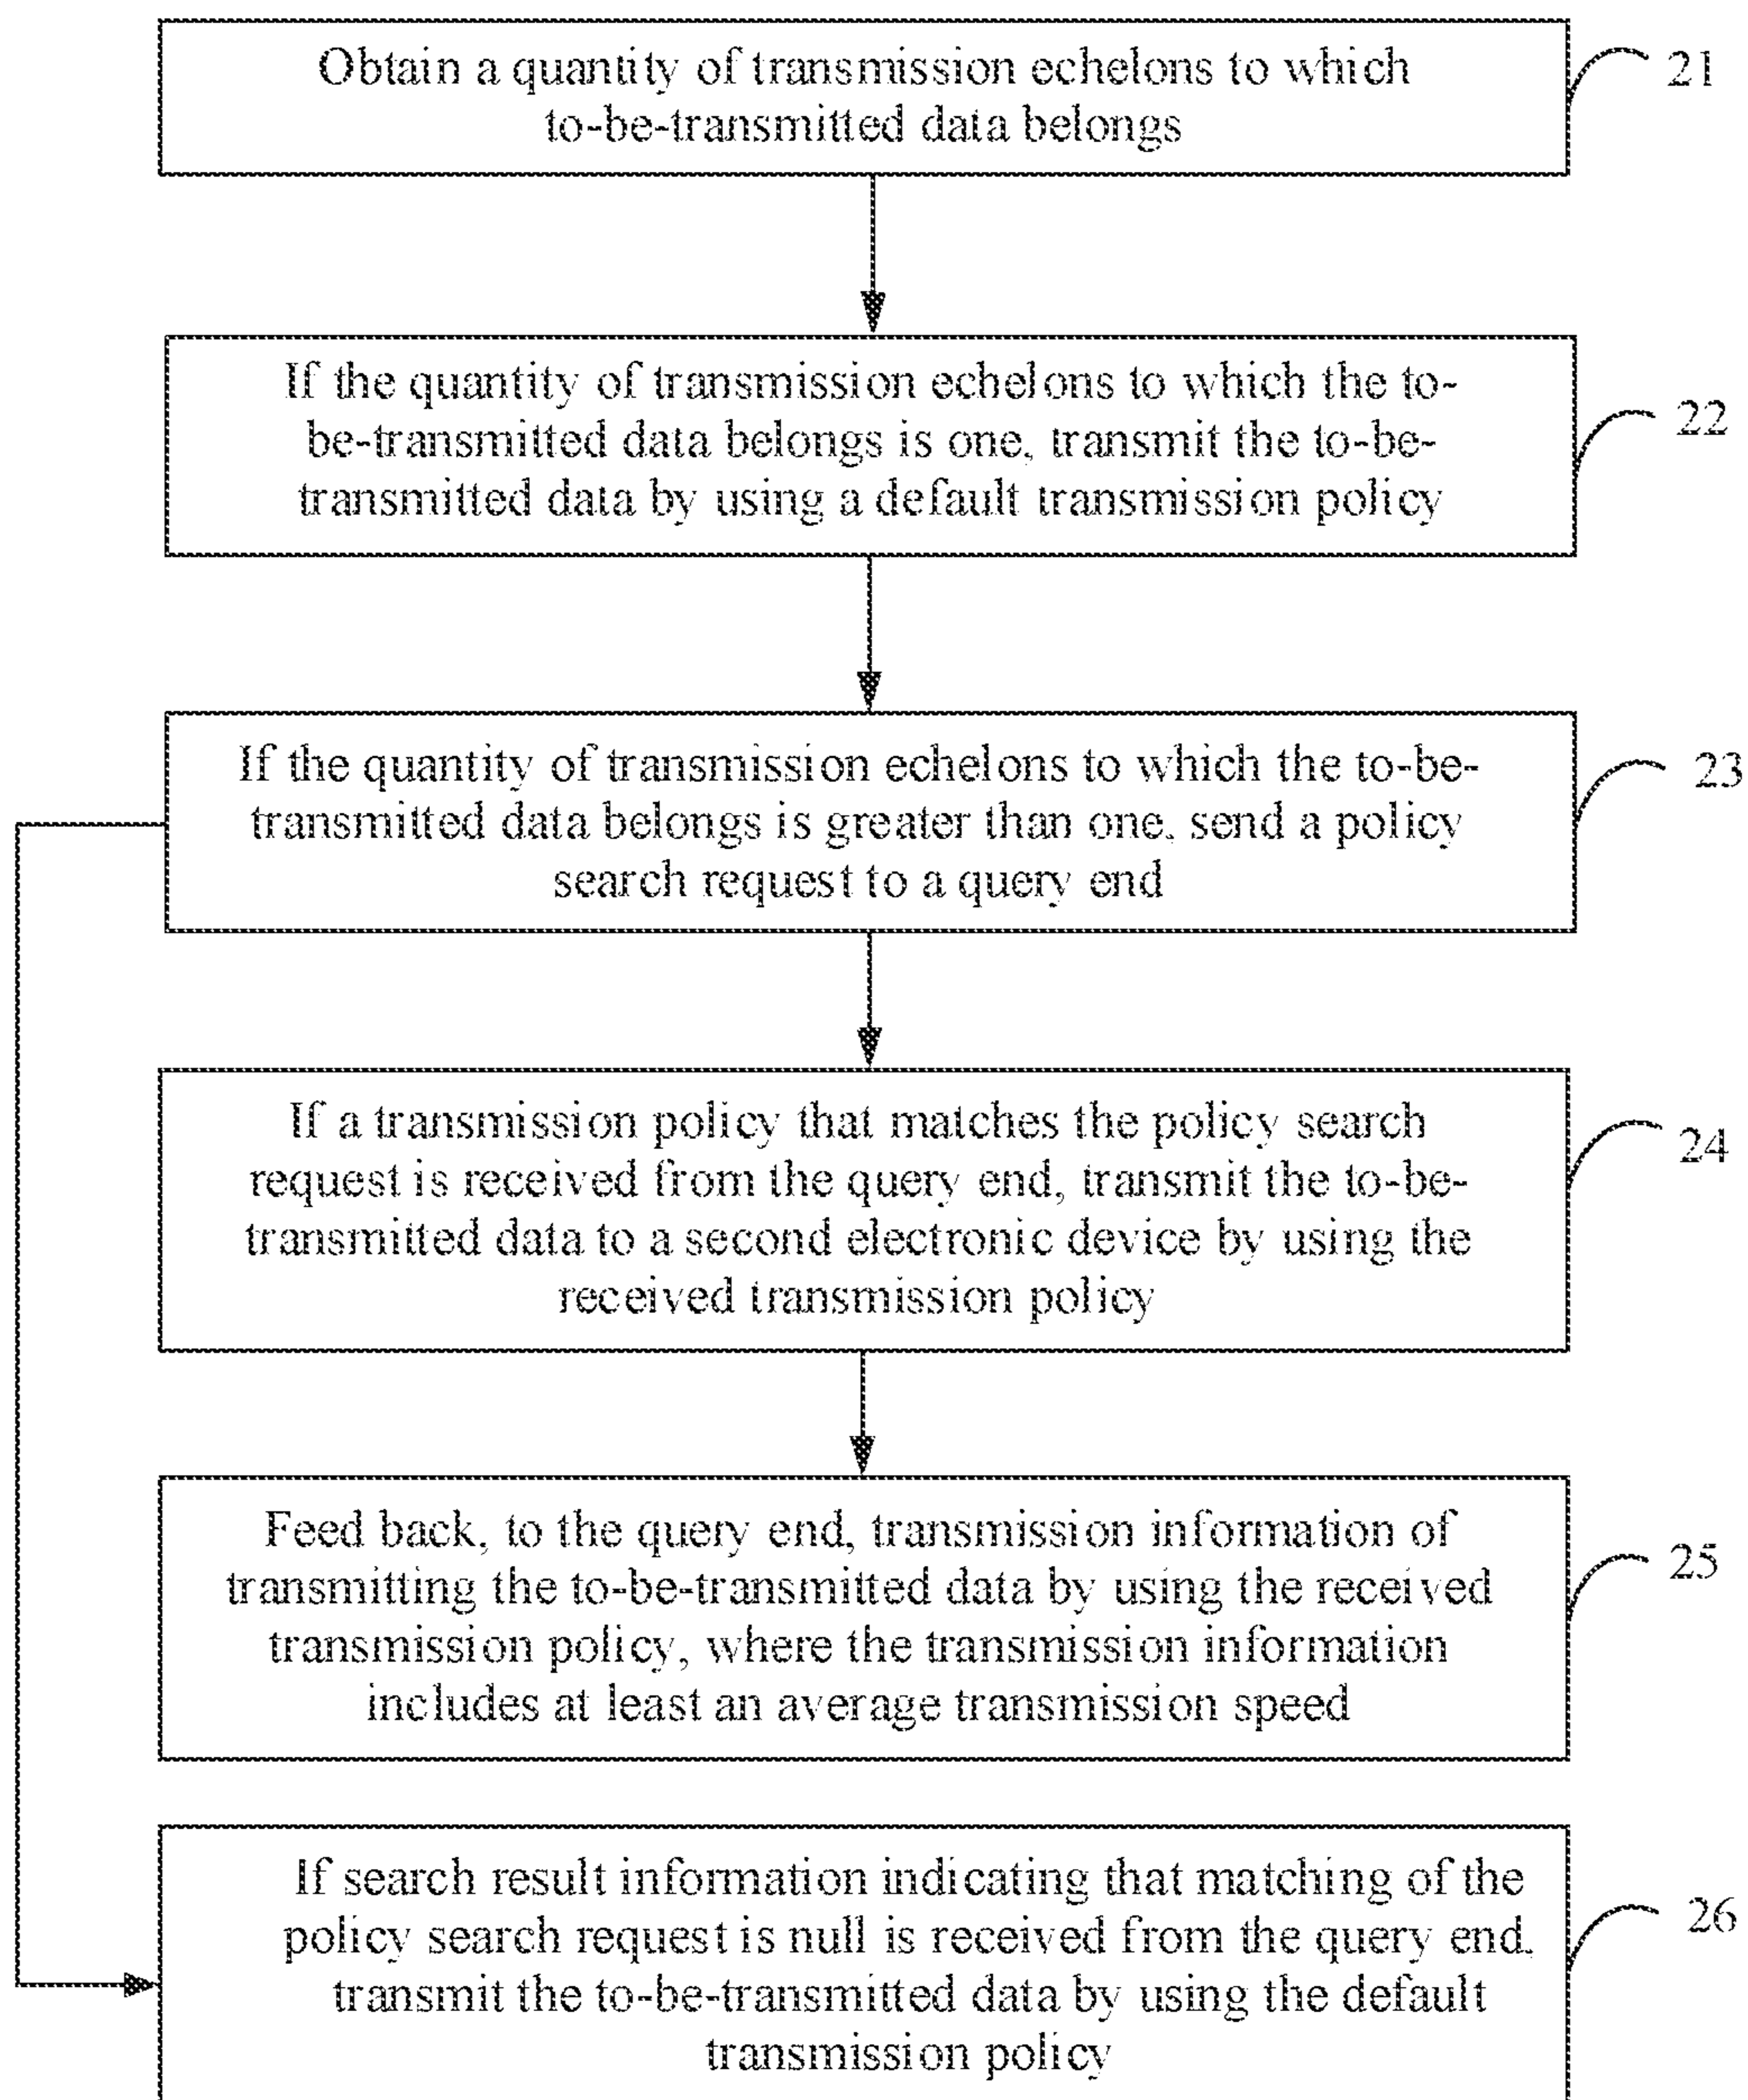 Obtain a quantity of transmission echelons to which
to-be-transmitted data belongs
21
If the quantity of transmission echelons to which the to-
be-transmitted data belongs is one, transmit the to-be-
transmitted data by using a default transmission policy
22
If the quantity of transmission echelons to which the to-be-
transmitted data belongs is greater than one, send a policy
search request to a query end
23
If a transmission policy that matches the policy search
request is received from the query end, transmit the to-be-
transmitted data to a second electronic device by using the
received transmission policy
24
Feed back, to the query end, transmission information of
transmitting the to-be-transmitted data by using the received
transmission policy, where the transmission information
includes at least an average transmission speed
25
If search result information indicating that matching of the
policy search request is null is received from the query end,
transmit the to-be-transmitted data by using the default
transmission policy
26